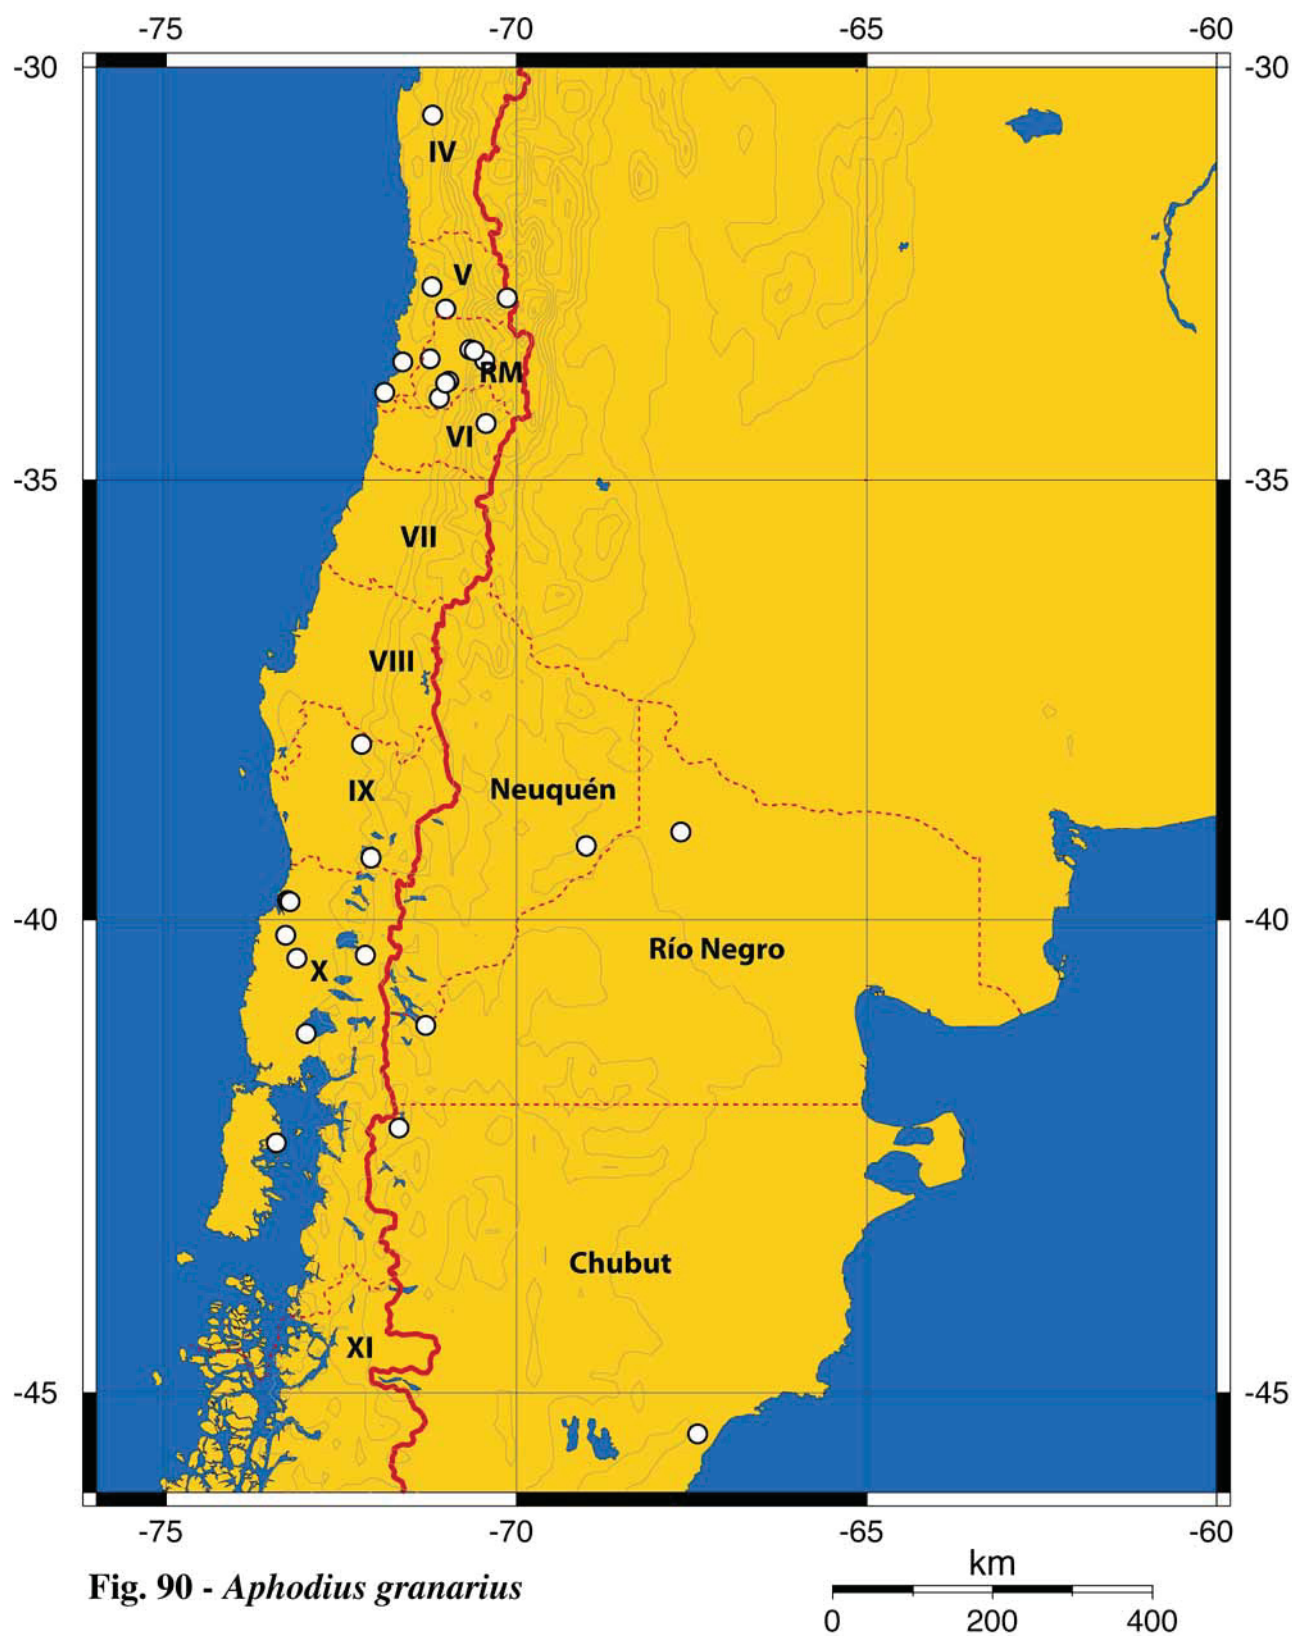 -75 -70 -65 -60
-30 -30
IV
V
RM
VI
-35 -35
VII
VIII
IX
Neuquén
-40 -40
Río Negro
X
Chubut
XI
-45 -45
-75 -70 -65 -60
km
Fig. 90 - Aphodius granarius
0 200 400